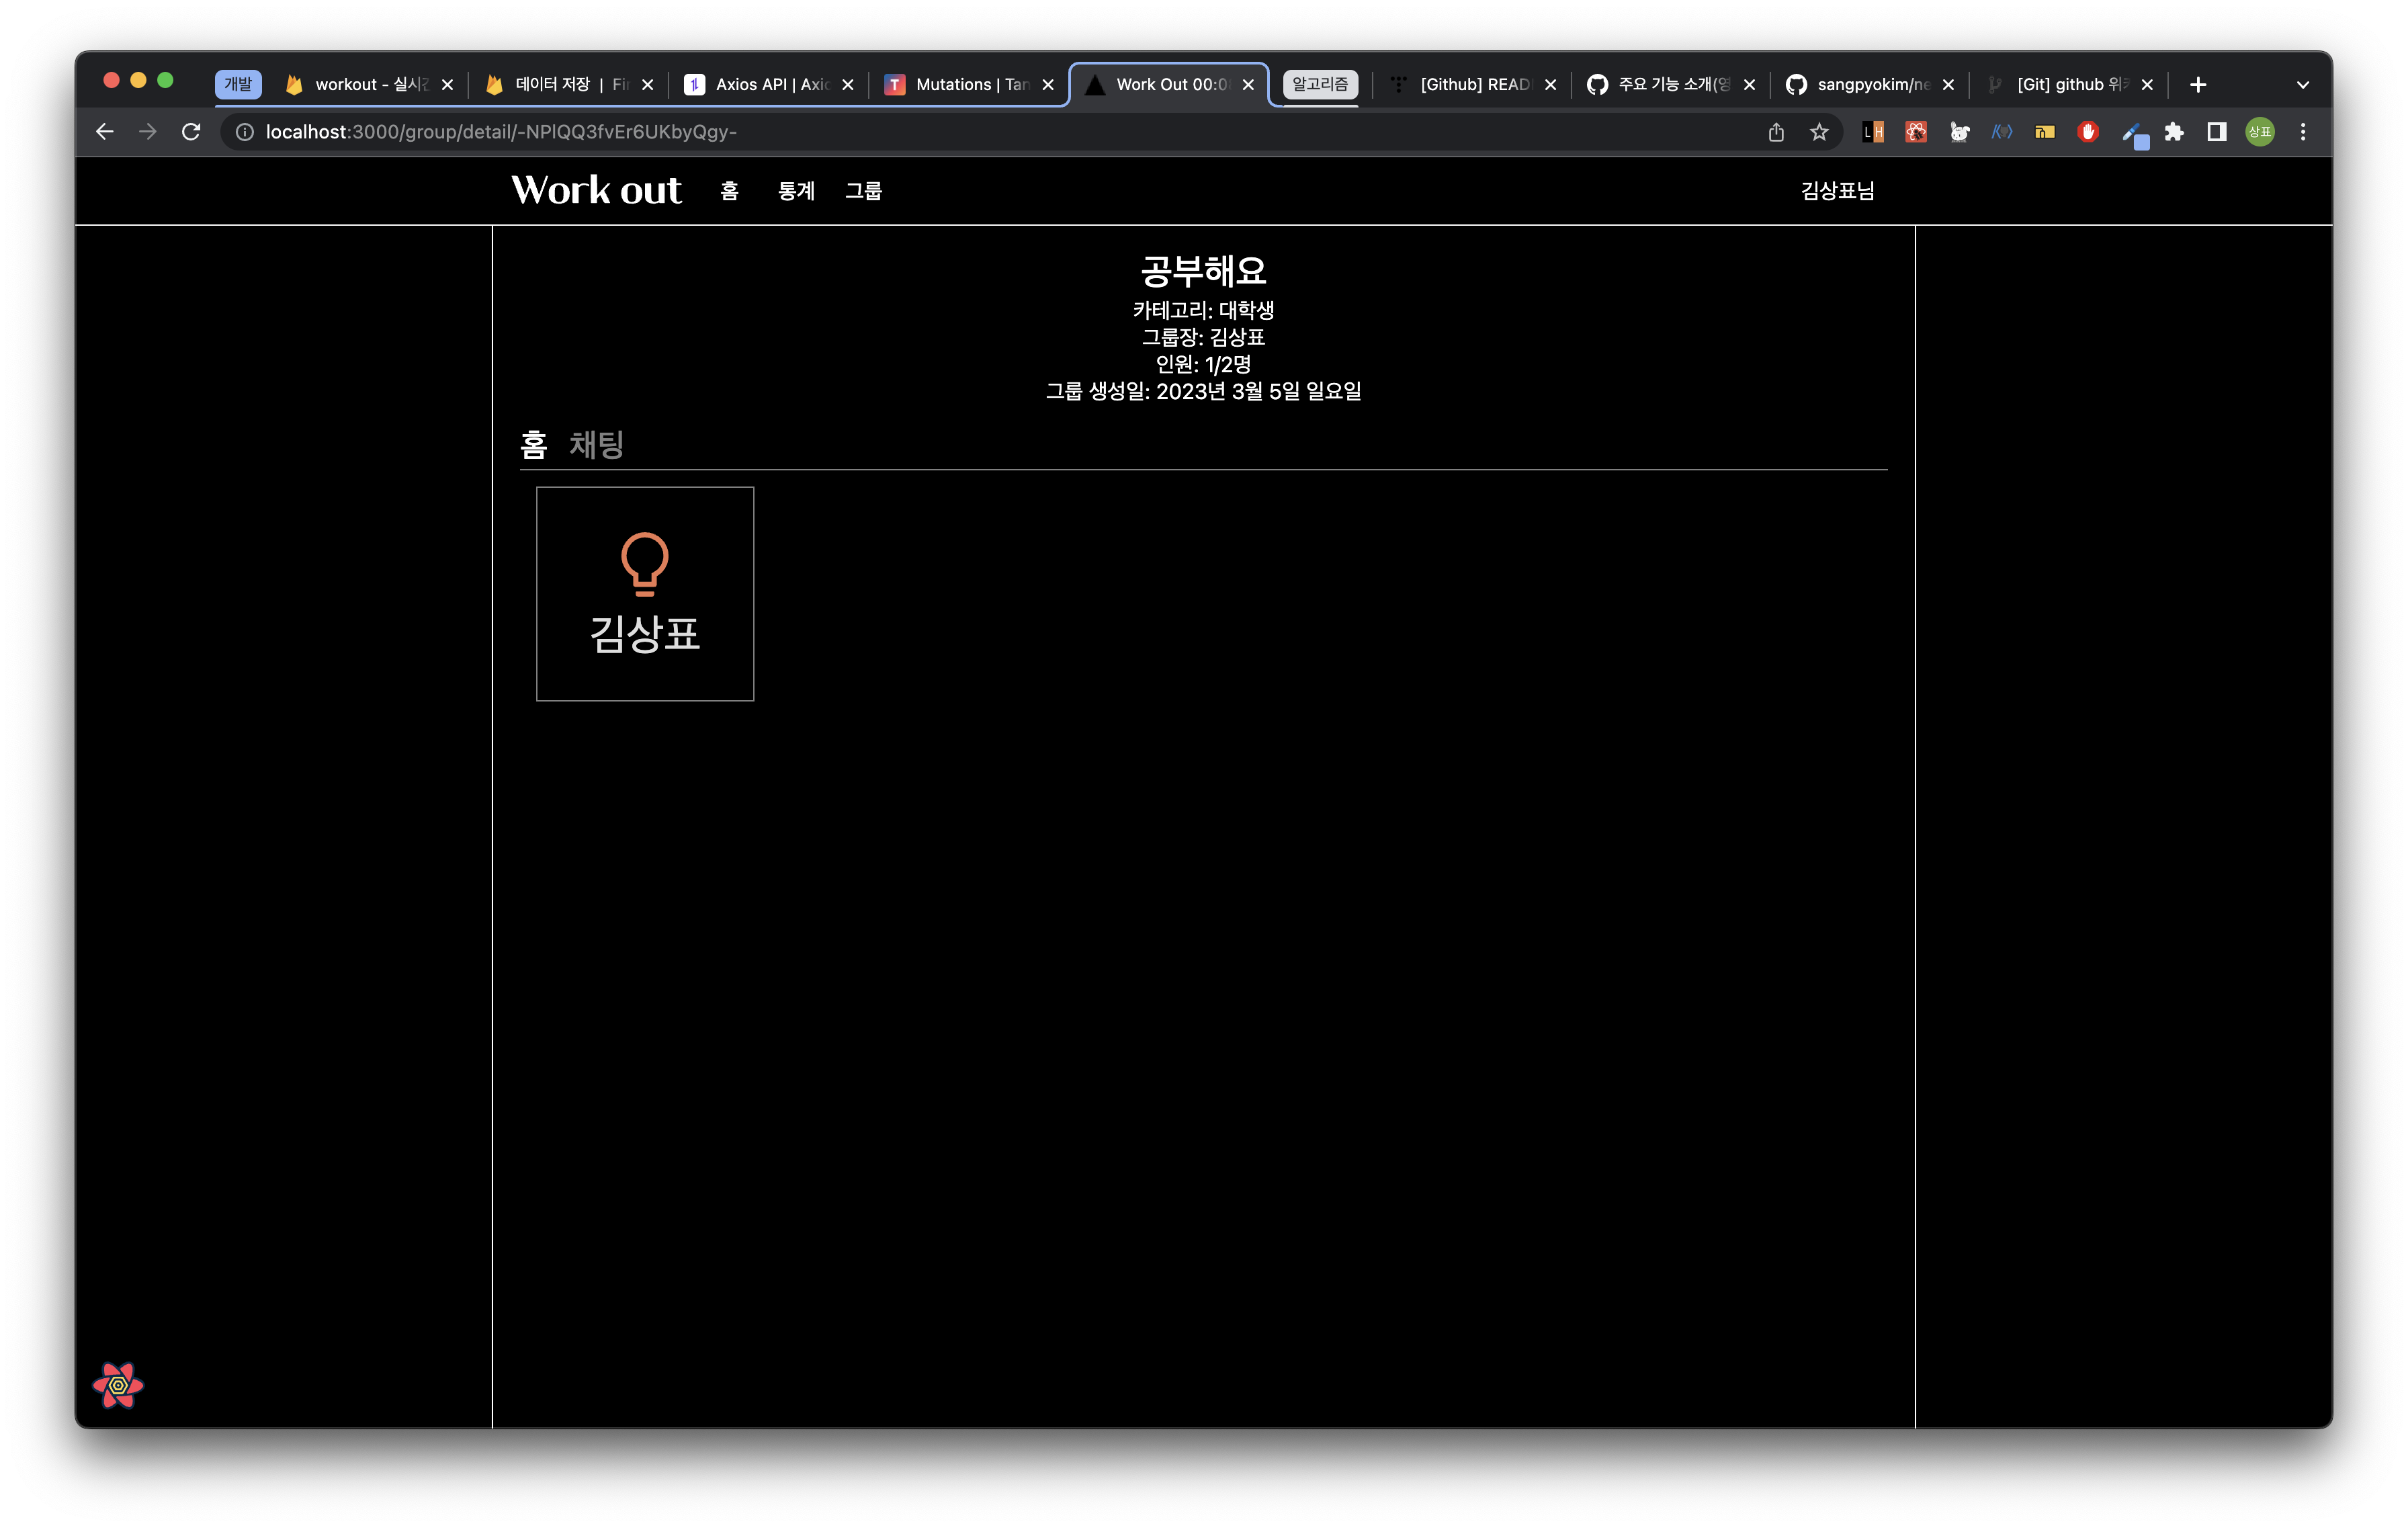 개발
workout - 실시간
데이터 저장 | Fir
Axios API | Axio
Mutations | Tan
Work Out 00:0
알고리즘
[Github] READ
주요 기능 소개(영
sangpyokim/ne
[Git] github 위키
localhost:3000/group/detail/-NPlQQ3fvEr6UKbyQgy-
LH
상표
Work out 홈 통계 그룹 김상표님
공부해요
카테고리: 대학생
그룹장: 김상표
인원: 1/2명
그룹 생성일: 2023년 3월 5일 일요일
홈 채팅
김상표